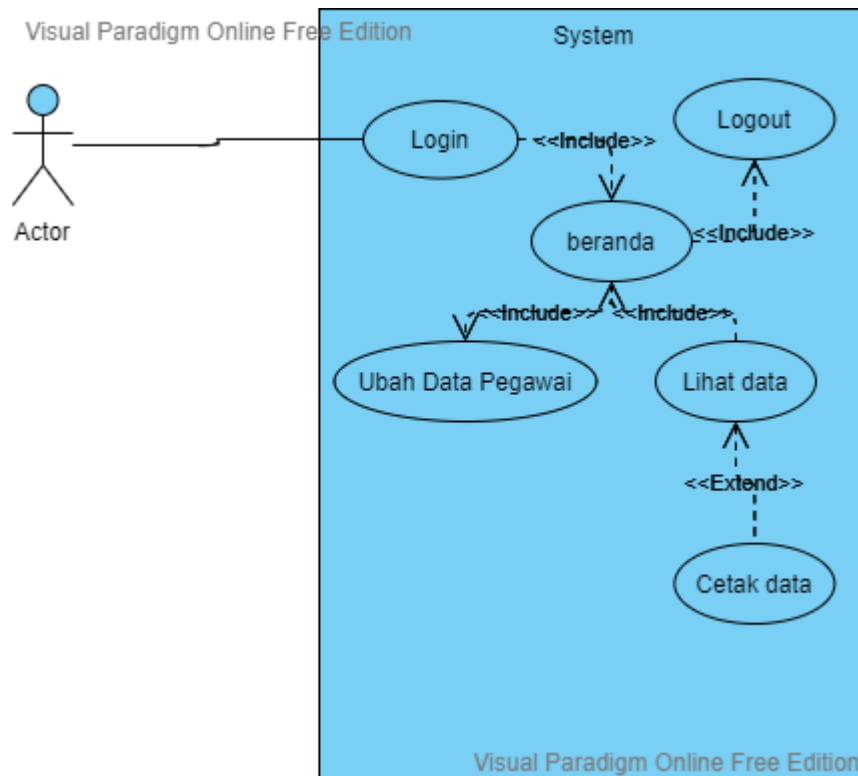 Visual Paradigm Online Free Edition
System
Login
<<Include>>
Logout
Actor
beranda
<<Include>>
<<Include>>
<<Include>>
Ubah Data Pegawai
Lihat data
<<Extend>>
Cetak data
Visual Paradigm Online Free Edition